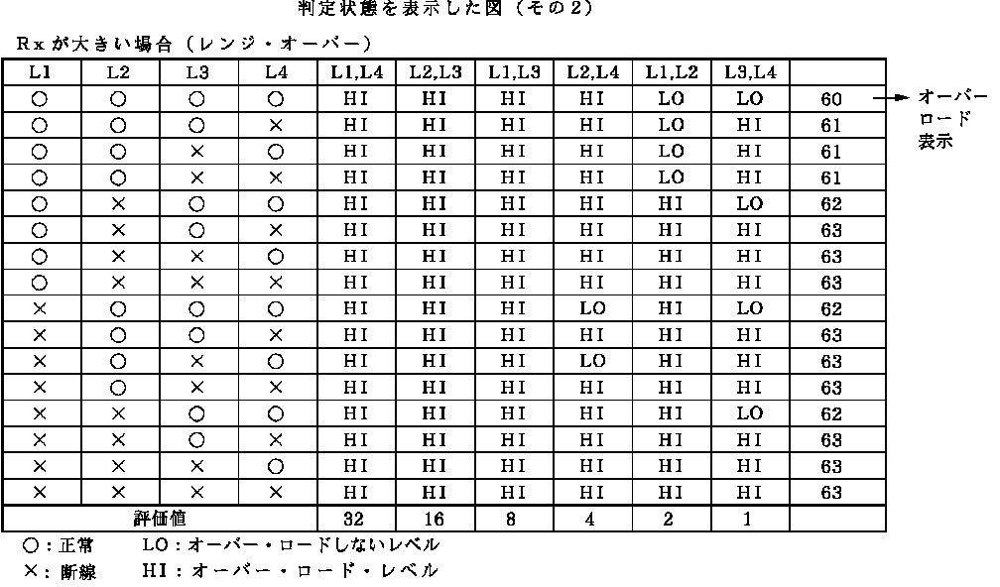 判定状態を表示した図（その２）
Rxが大きい場合（レンジ・オーバー）
L1 L2 L3 L4 L1,L4 L2,L3 L1,L3 L2,L4 L1,L2 L3,L4
○ ○ ○ ○ HI HI HI HI LO LO 60 オーバー
ロード
表示
○ ○ ○ × HI HI HI HI LO HI 61
○ ○ × ○ HI HI HI HI LO HI 61
○ ○ × × HI HI HI HI LO HI 61
○ × ○ ○ HI HI HI HI HI LO 62
○ × ○ × HI HI HI HI HI HI 63
○ × × ○ HI HI HI HI HI HI 63
○ × × × HI HI HI HI HI HI 63
× ○ ○ ○ HI HI HI LO HI LO 62
× ○ ○ × HI HI HI HI HI HI 63
× ○ × ○ HI HI HI LO HI HI 63
× ○ × × HI HI HI HI HI HI 63
× × ○ ○ HI HI HI HI HI LO 62
× × ○ × HI HI HI HI HI HI 63
× × × ○ HI HI HI HI HI HI 63
× × × × HI HI HI HI HI HI 63
評価値 32 16 8 4 2 1
○：正常 LO：オーバー・ロードしないレベル
×：断線 HI：オーバー・ロード・レベル